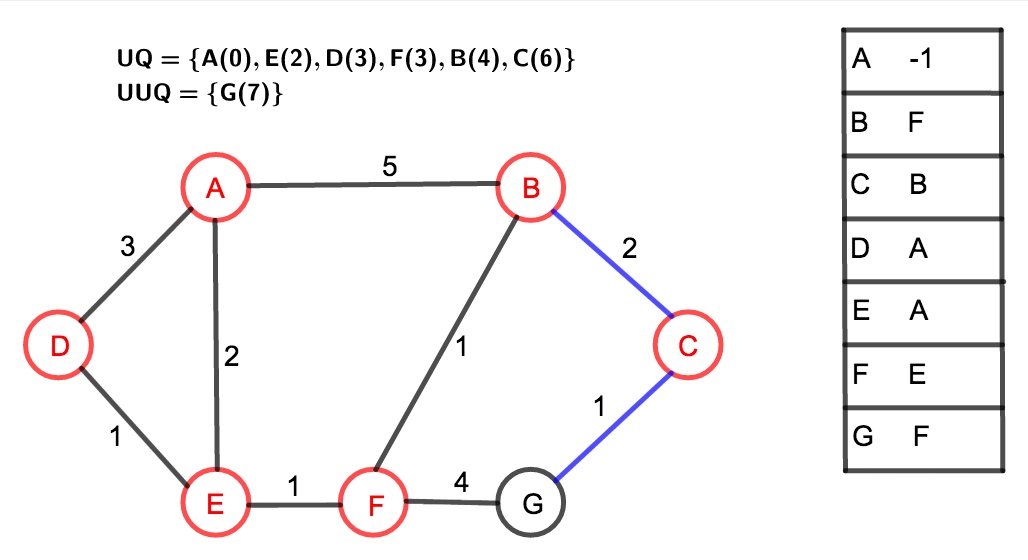 UQ = {A(0), E(2), D(3), F(3), B(4), C(6)}
UUQ = {G(7)}
A -1
B F
C B
D A
E A
F E
G F
5
A
B
3
2
D
2
1
C
1
1
E
1
F
4
G